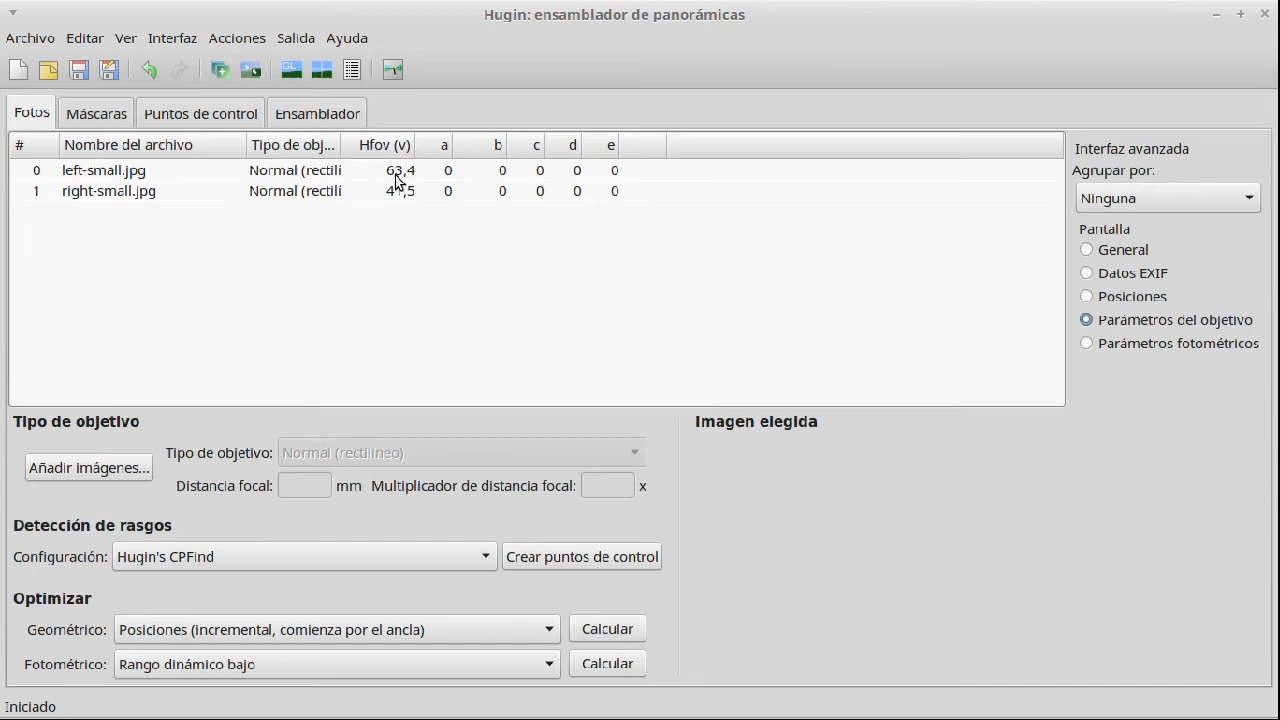 Hugin: ensamblador de panorámicas
Archivo Editar Ver Interfaz Acciones Salida Ayuda
GL
Fotos Máscaras Puntos de control Ensamblador
# Nombre del archivo Tipo de obj... Hfov (v) a b c d e
0 left-small.jpg Normal (rectili 63,4 0 0 0 0 0
1 right-small.jpg Normal (rectili 0 0 0 0 0
Interfaz avanzada
Agrupar por:
Ninguna
Pantalla
General
Datos EXIF
Posiciones
Parámetros del objetivo
Parámetros fotométricos
Tipo de objetivo
Añadir imágenes...
Tipo de objetivo: Normal (rectilíneo)
Distancia focal: mm Multiplicador de distancia focal: x
Detección de rasgos
Configuración: Hugin's CPFind Crear puntos de control
Optimizar
Geométrico: Posiciones (incremental, comienza por el ancla) Calcular
Fotométrico: Rango dinámico bajo Calcular
Imagen elegida
Iniciado